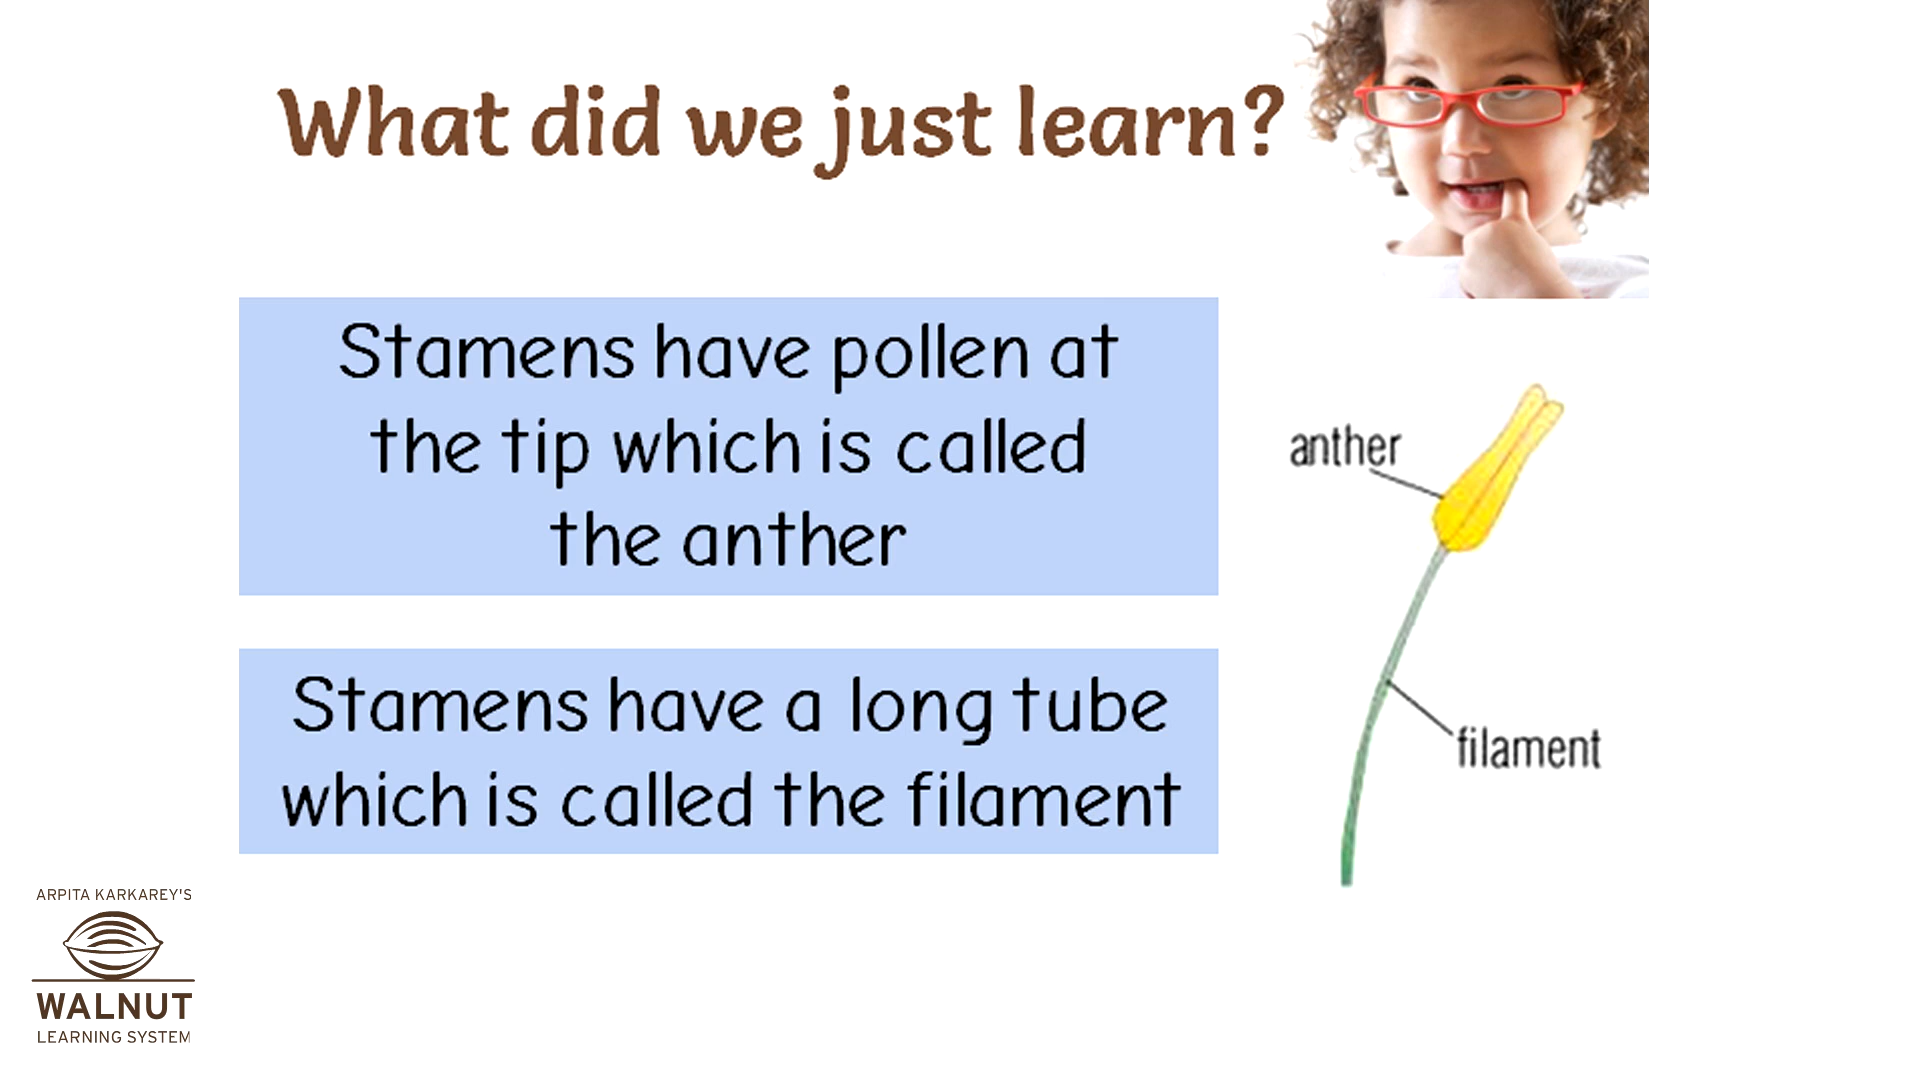 What did we just learn?
Stamens have pollen at
the tip which is called
the anther
anther
Stamens have a long tube
which is called the filament
filament
ARPITA KARKAREY'S
WALNUT
LEARNING SYSTEM